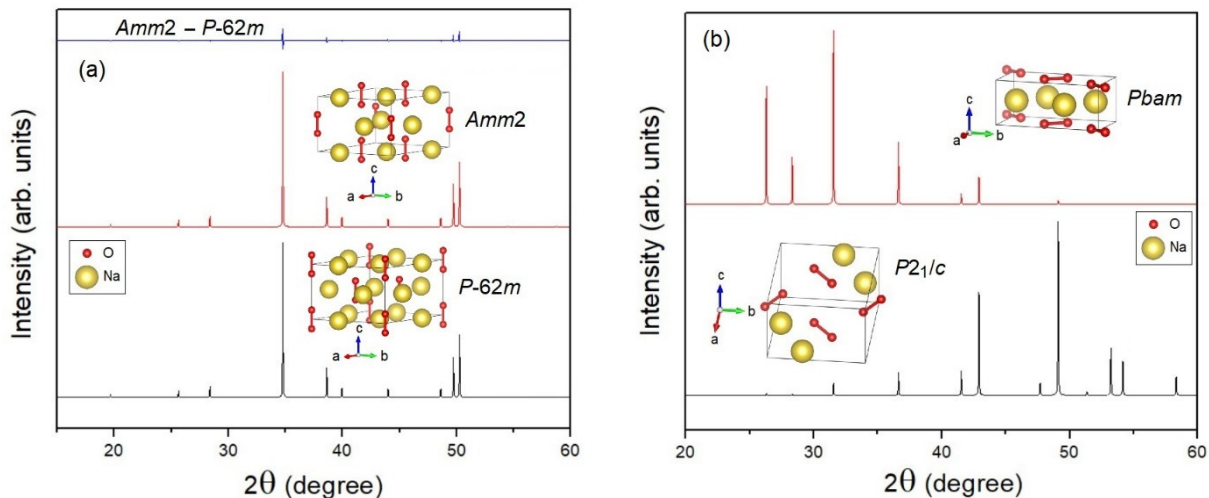 Amm2 – P-62m
(a)
Amm2
c
a
b
O
Na
P-62m
c
a
b
Intensity (arb. units)
20
30
40
50
60
2θ (degree)
(b)
Pbam
c
a
b
O
Na
P2₁/c
c
b
a
Intensity (arb. units)
20
30
40
50
60
2θ (degree)